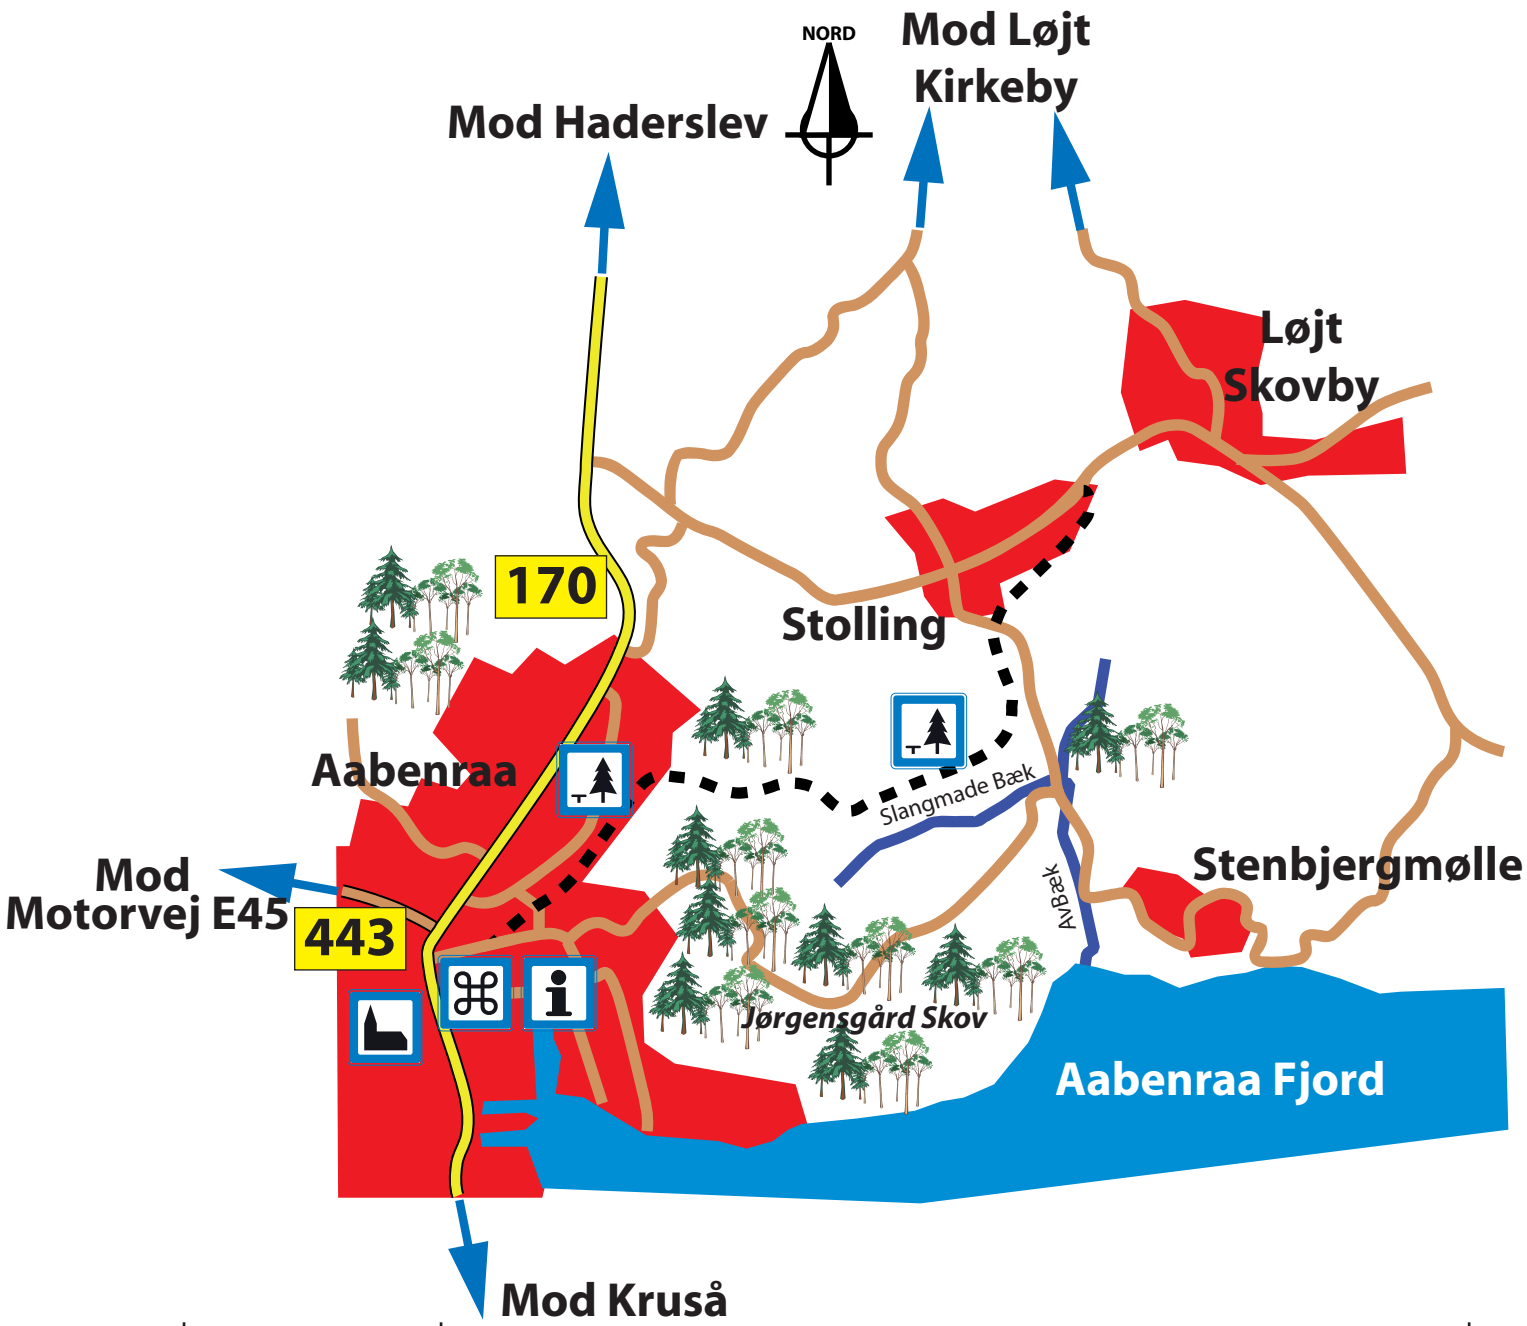 NORD
Mod Løjt
Kirkeby
Mod Haderslev
Løjt
Skovby
170
Stolling
Aabenraa
Slangmade Bæk
Mod
Motorvej E45
443
Stenbjergmølle
AvBæk
Jørgensgård Skov
Aabenraa Fjord
Mod Kruså